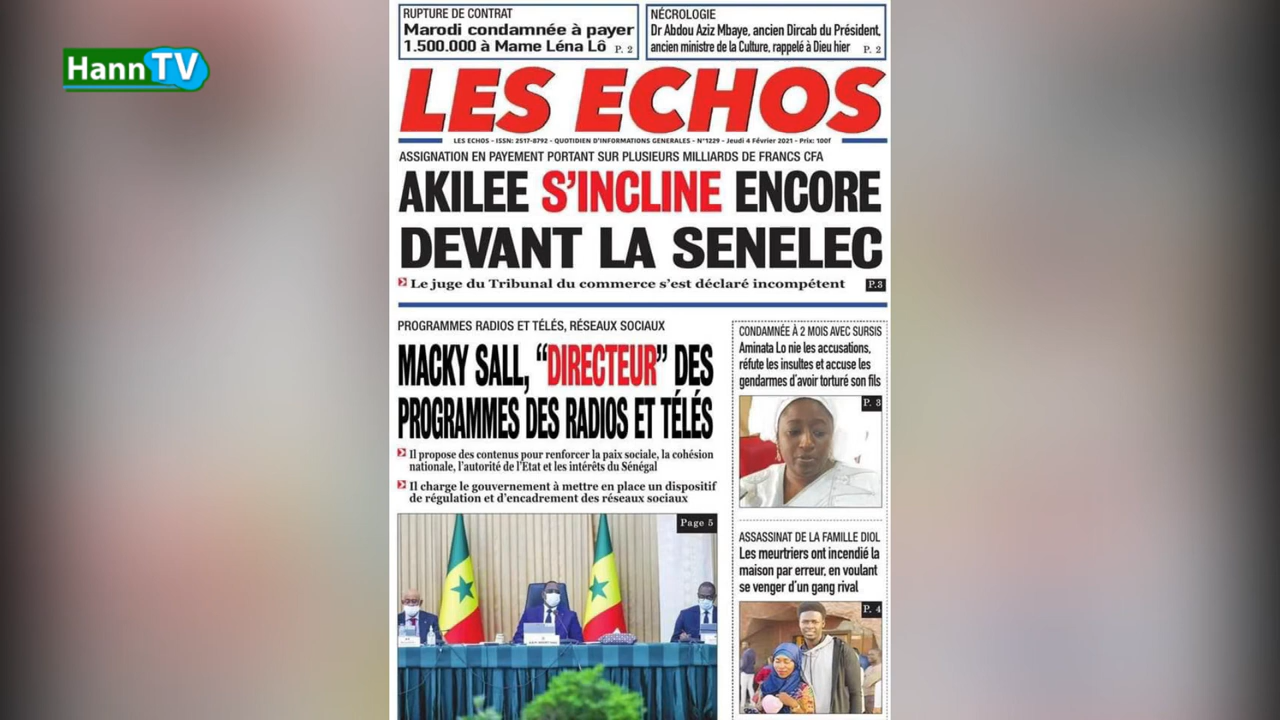 HannTV
RUPTURE DE CONTRAT
Marodi condamnée à payer
1.500.000 à Mame Léna Lô P. 2
NÉCROLOGIE
Dr Abdou Aziz Mbaye, ancien Dircab du Président,
ancien ministre de la Culture, rappelé à Dieu hier P. 2
LES ECHOS
LES ECHOS - ISSN: 2517-8792 - QUOTIDIEN D'INFORMATIONS GENERALES - N°1229 - Jeudi 4 Février 2021 - Prix: 100f
ASSIGNATION EN PAYEMENT PORTANT SUR PLUSIEURS MILLIARDS DE FRANCS CFA
AKILEE S'INCLINE ENCORE
DEVANT LA SENELEC
Le juge du Tribunal du commerce s'est déclaré incompétent P.3
PROGRAMMES RADIOS ET TÉLÉS, RÉSEAUX SOCIAUX
MACKY SALL, “DIRECTEUR” DES
PROGRAMMES DES RADIOS ET TÉLÉS
Il propose des contenus pour renforcer la paix sociale, la cohésion
nationale, l'autorité de l'Etat et les intérêts du Sénégal
Il charge le gouvernement à mettre en place un dispositif
de régulation et d'encadrement des réseaux sociaux
Page 5
CONDAMNÉE À 2 MOIS AVEC SURSIS
Aminata Lo nie les accusations,
réfute les insultes et accuse les
gendarmes d'avoir torturé son fils
P. 3
ASSASSINAT DE LA FAMILLE DIOL
Les meurtriers ont incendié la
maison par erreur, en voulant
se venger d'un gang rival
P. 4